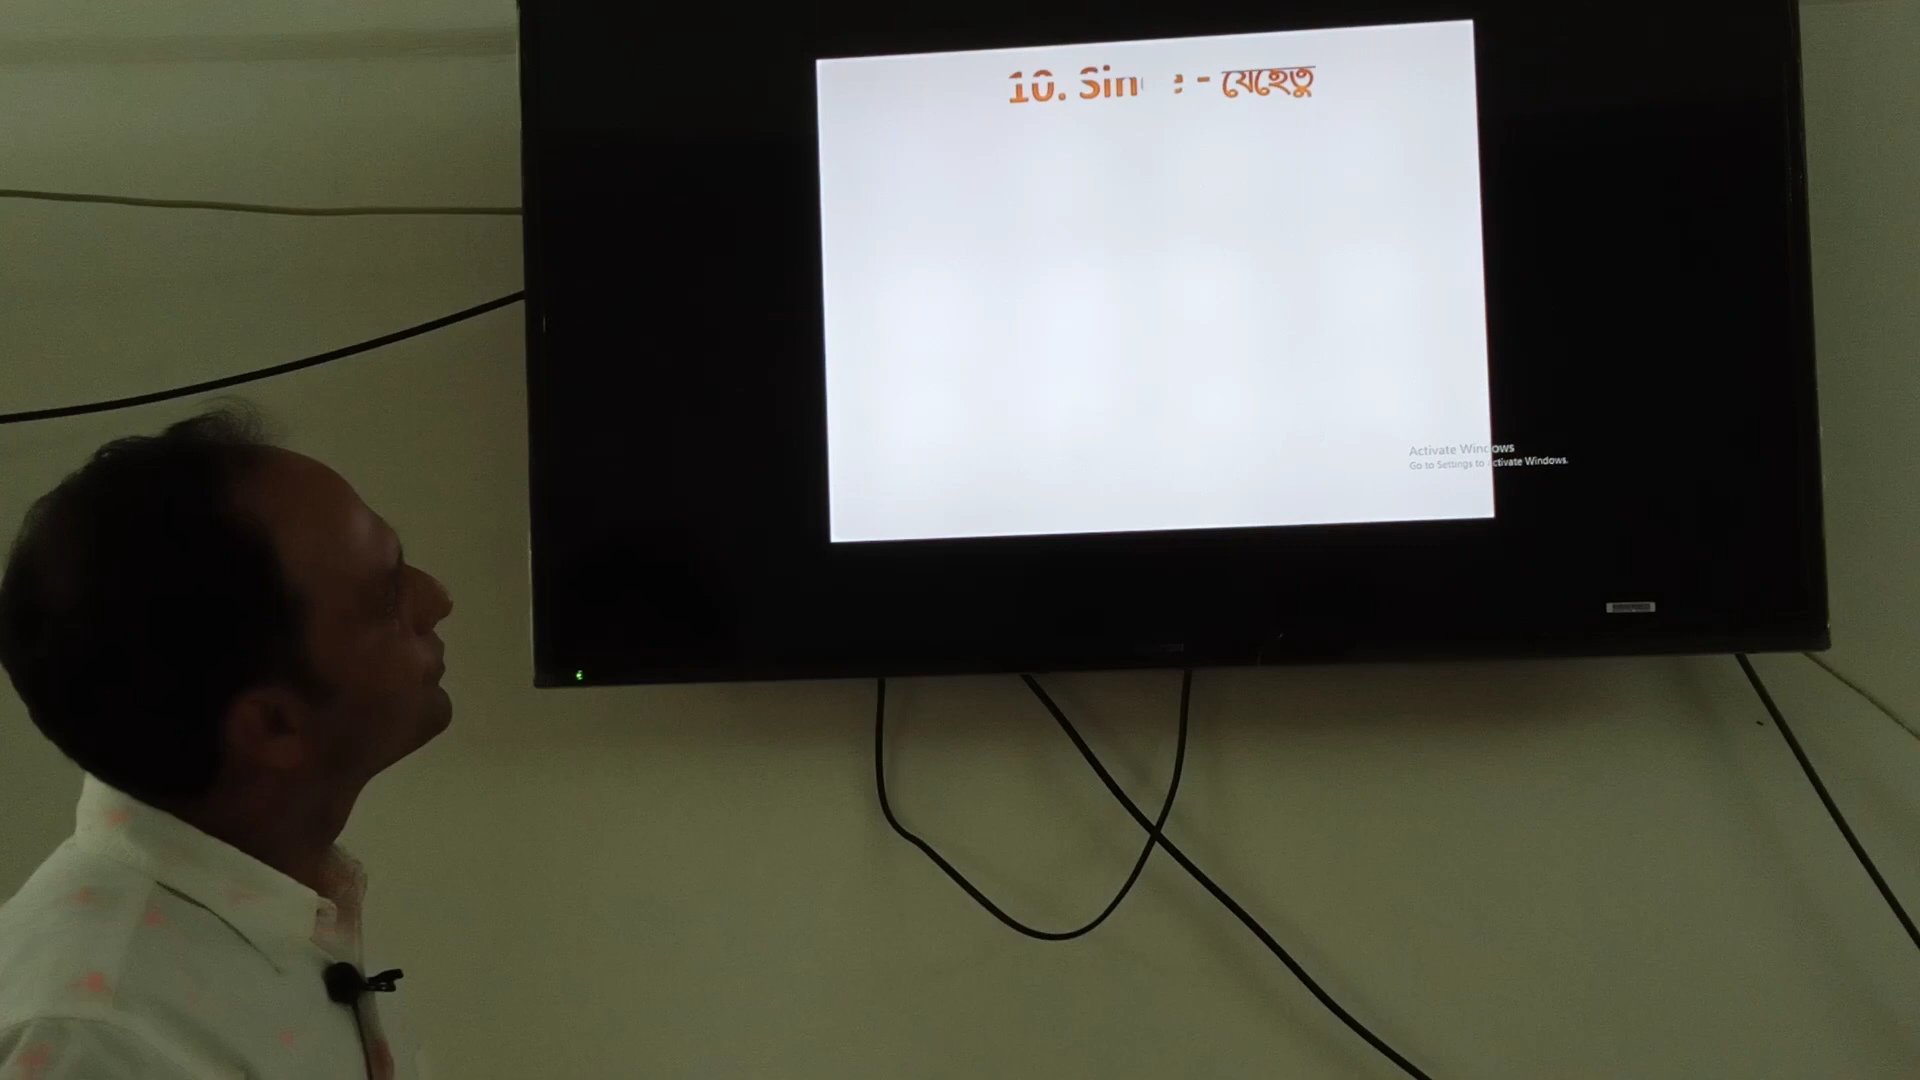 10. Sin e - যেহেতু
Activate Windows
Go to Settings to activate Windows.